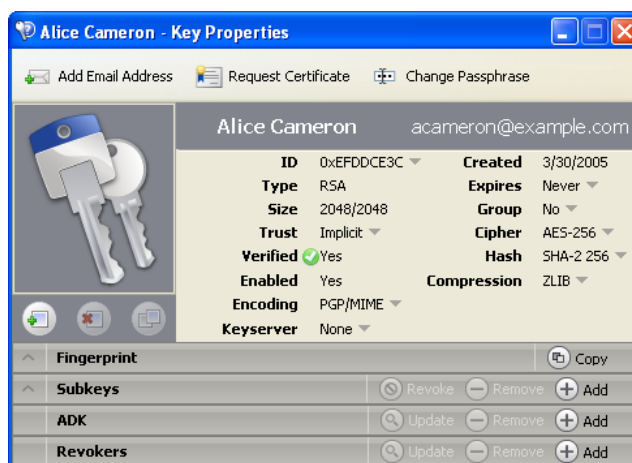 Alice Cameron - Key Properties
Add Email Address Request Certificate Change Passphrase
Alice Cameron acameron@example.com
ID 0xEFDDCE3C Created 3/30/2005
Type RSA Expires Never
Size 2048/2048 Group No
Trust Implicit Cipher AES-256
Verified Yes Hash SHA-2 256
Enabled Yes Compression ZLIB
Encoding PGP/MIME
Keyserver None
Fingerprint Copy
Subkeys Revoke Remove Add
ADK Update Remove Add
Revokers Update Remove Add